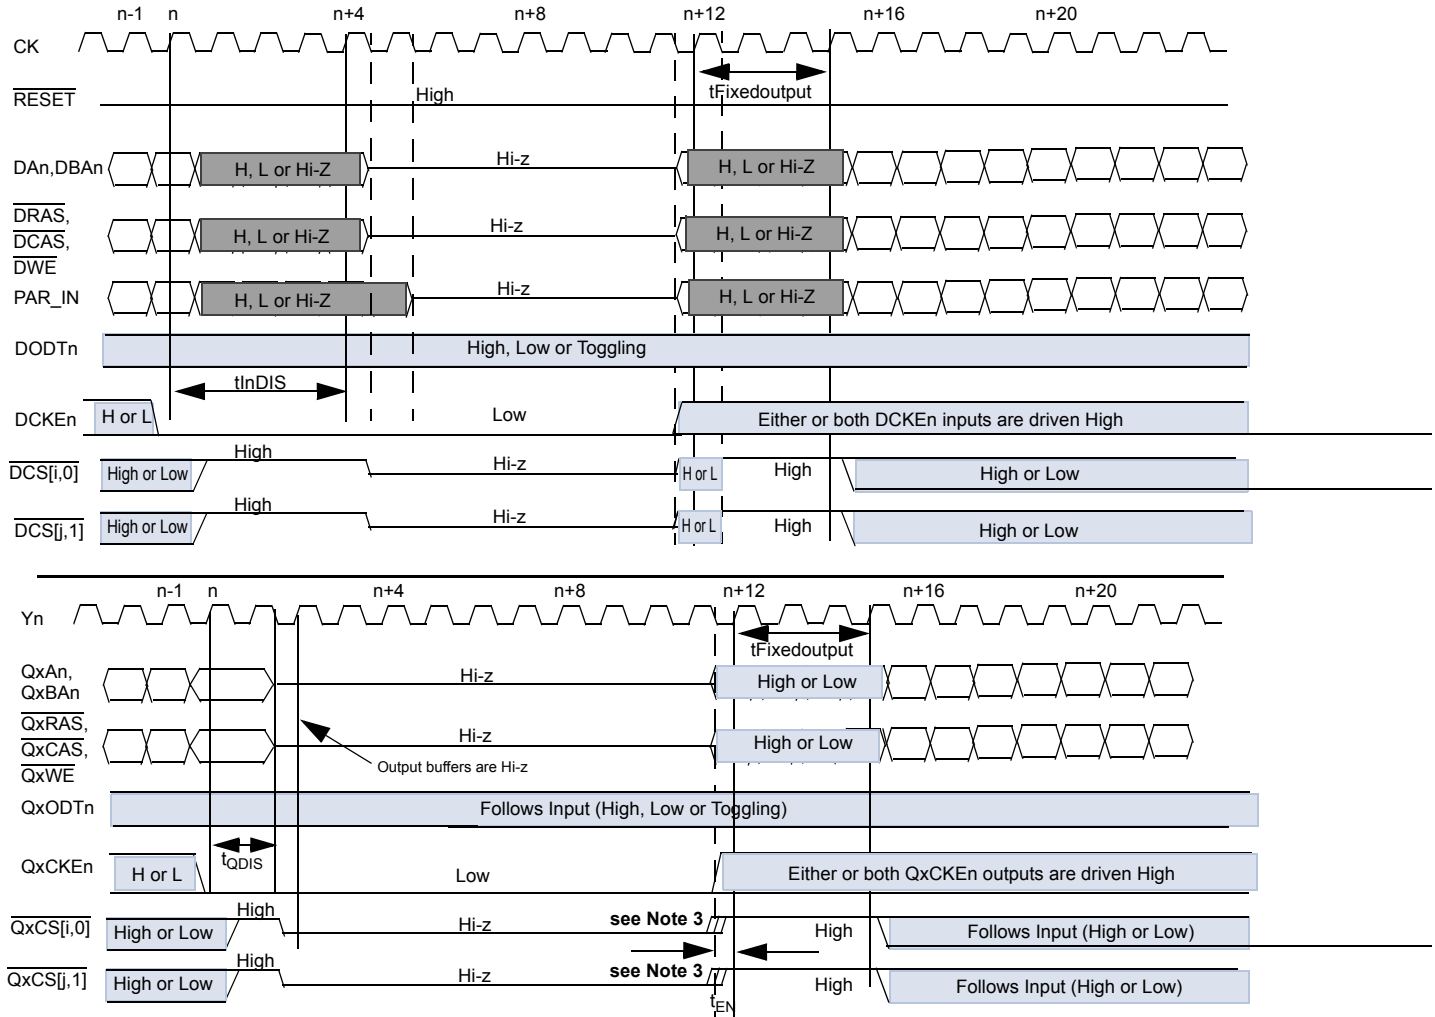 n-1 n n+4 n+8 n+12 n+16 n+20
CK
tFixedoutput
RESET High
DAn,DBAn H, L or Hi-Z Hi-z H, L or Hi-Z
DRAS,
DCAS,
DWE
H, L or Hi-Z Hi-z H, L or Hi-Z
PAR_IN H, L or Hi-Z Hi-z H, L or Hi-Z
DODTn High, Low or Toggling
tInDIS
DCKEn H or L Low Either or both DCKEn inputs are driven High
DCS[i,0] High or Low High Hi-z H or L High High or Low
DCS[j,1] High or Low High Hi-z H or L High High or Low
n-1 n n+4 n+8 n+12 n+16 n+20
Yn
tFixedoutput
QxAn,
QxBAn
Hi-z High or Low
QxRAS,
QxCAS,
QxWE
Hi-z High or Low
Output buffers are Hi-z
QxODTn Follows Input (High, Low or Toggling)
tQDIS
QxCKEn H or L Low Either or both QxCKEn outputs are driven High
QxCS[i,0] High or Low High Hi-z see Note 3 High Follows Input (High or Low)
QxCS[j,1] High or Low High Hi-z see Note 3 High Follows Input (High or Low)
tEN